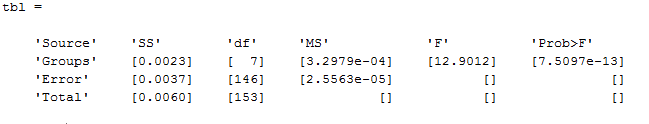 tbl =
'Source' 'SS' 'df' 'MS' 'F' 'Prob>F'
'Groups' [0.0023] [ 7] [3.2979e-04] [12.9012] [7.5097e-13]
'Error' [0.0037] [146] [2.5563e-05] [] []
'Total' [0.0060] [153] [] [] []